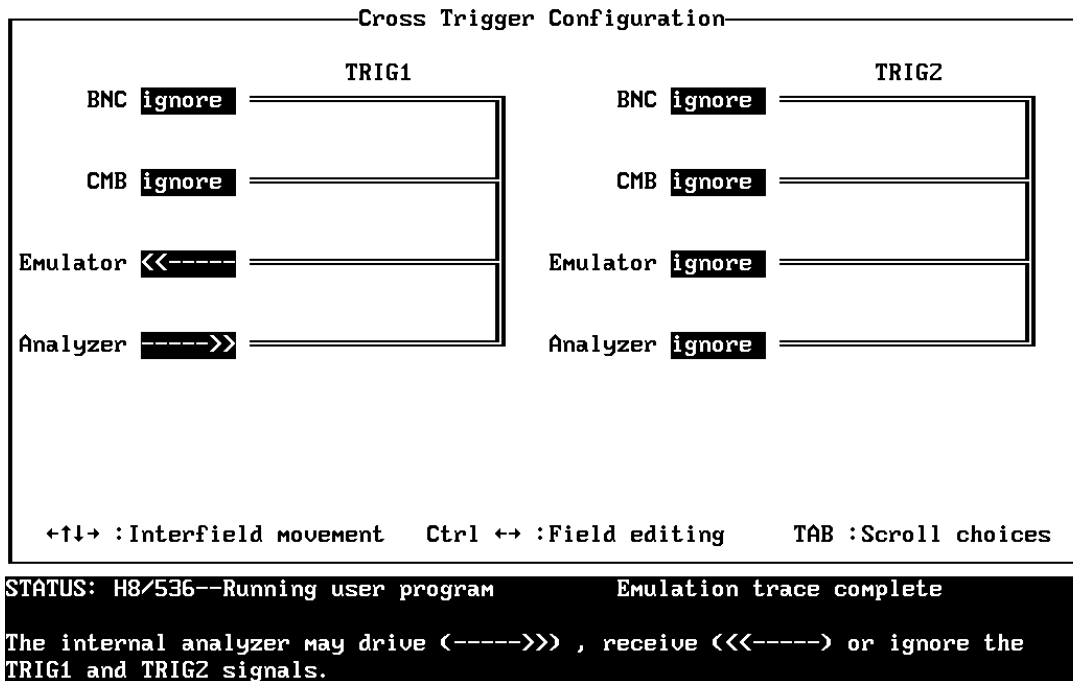 Cross Trigger Configuration
TRIG1 TRIG2
BNC ignore BNC ignore
CMB ignore CMB ignore
Emulator <<----- Emulator ignore
Analyzer ----->> Analyzer ignore
←↑↓→ :Interfield movement Ctrl ↔ :Field editing TAB :Scroll choices
STATUS: H8/536--Running user program Emulation trace complete
The internal analyzer may drive (----->>) , receive (<<-----) or ignore the
TRIG1 and TRIG2 signals.